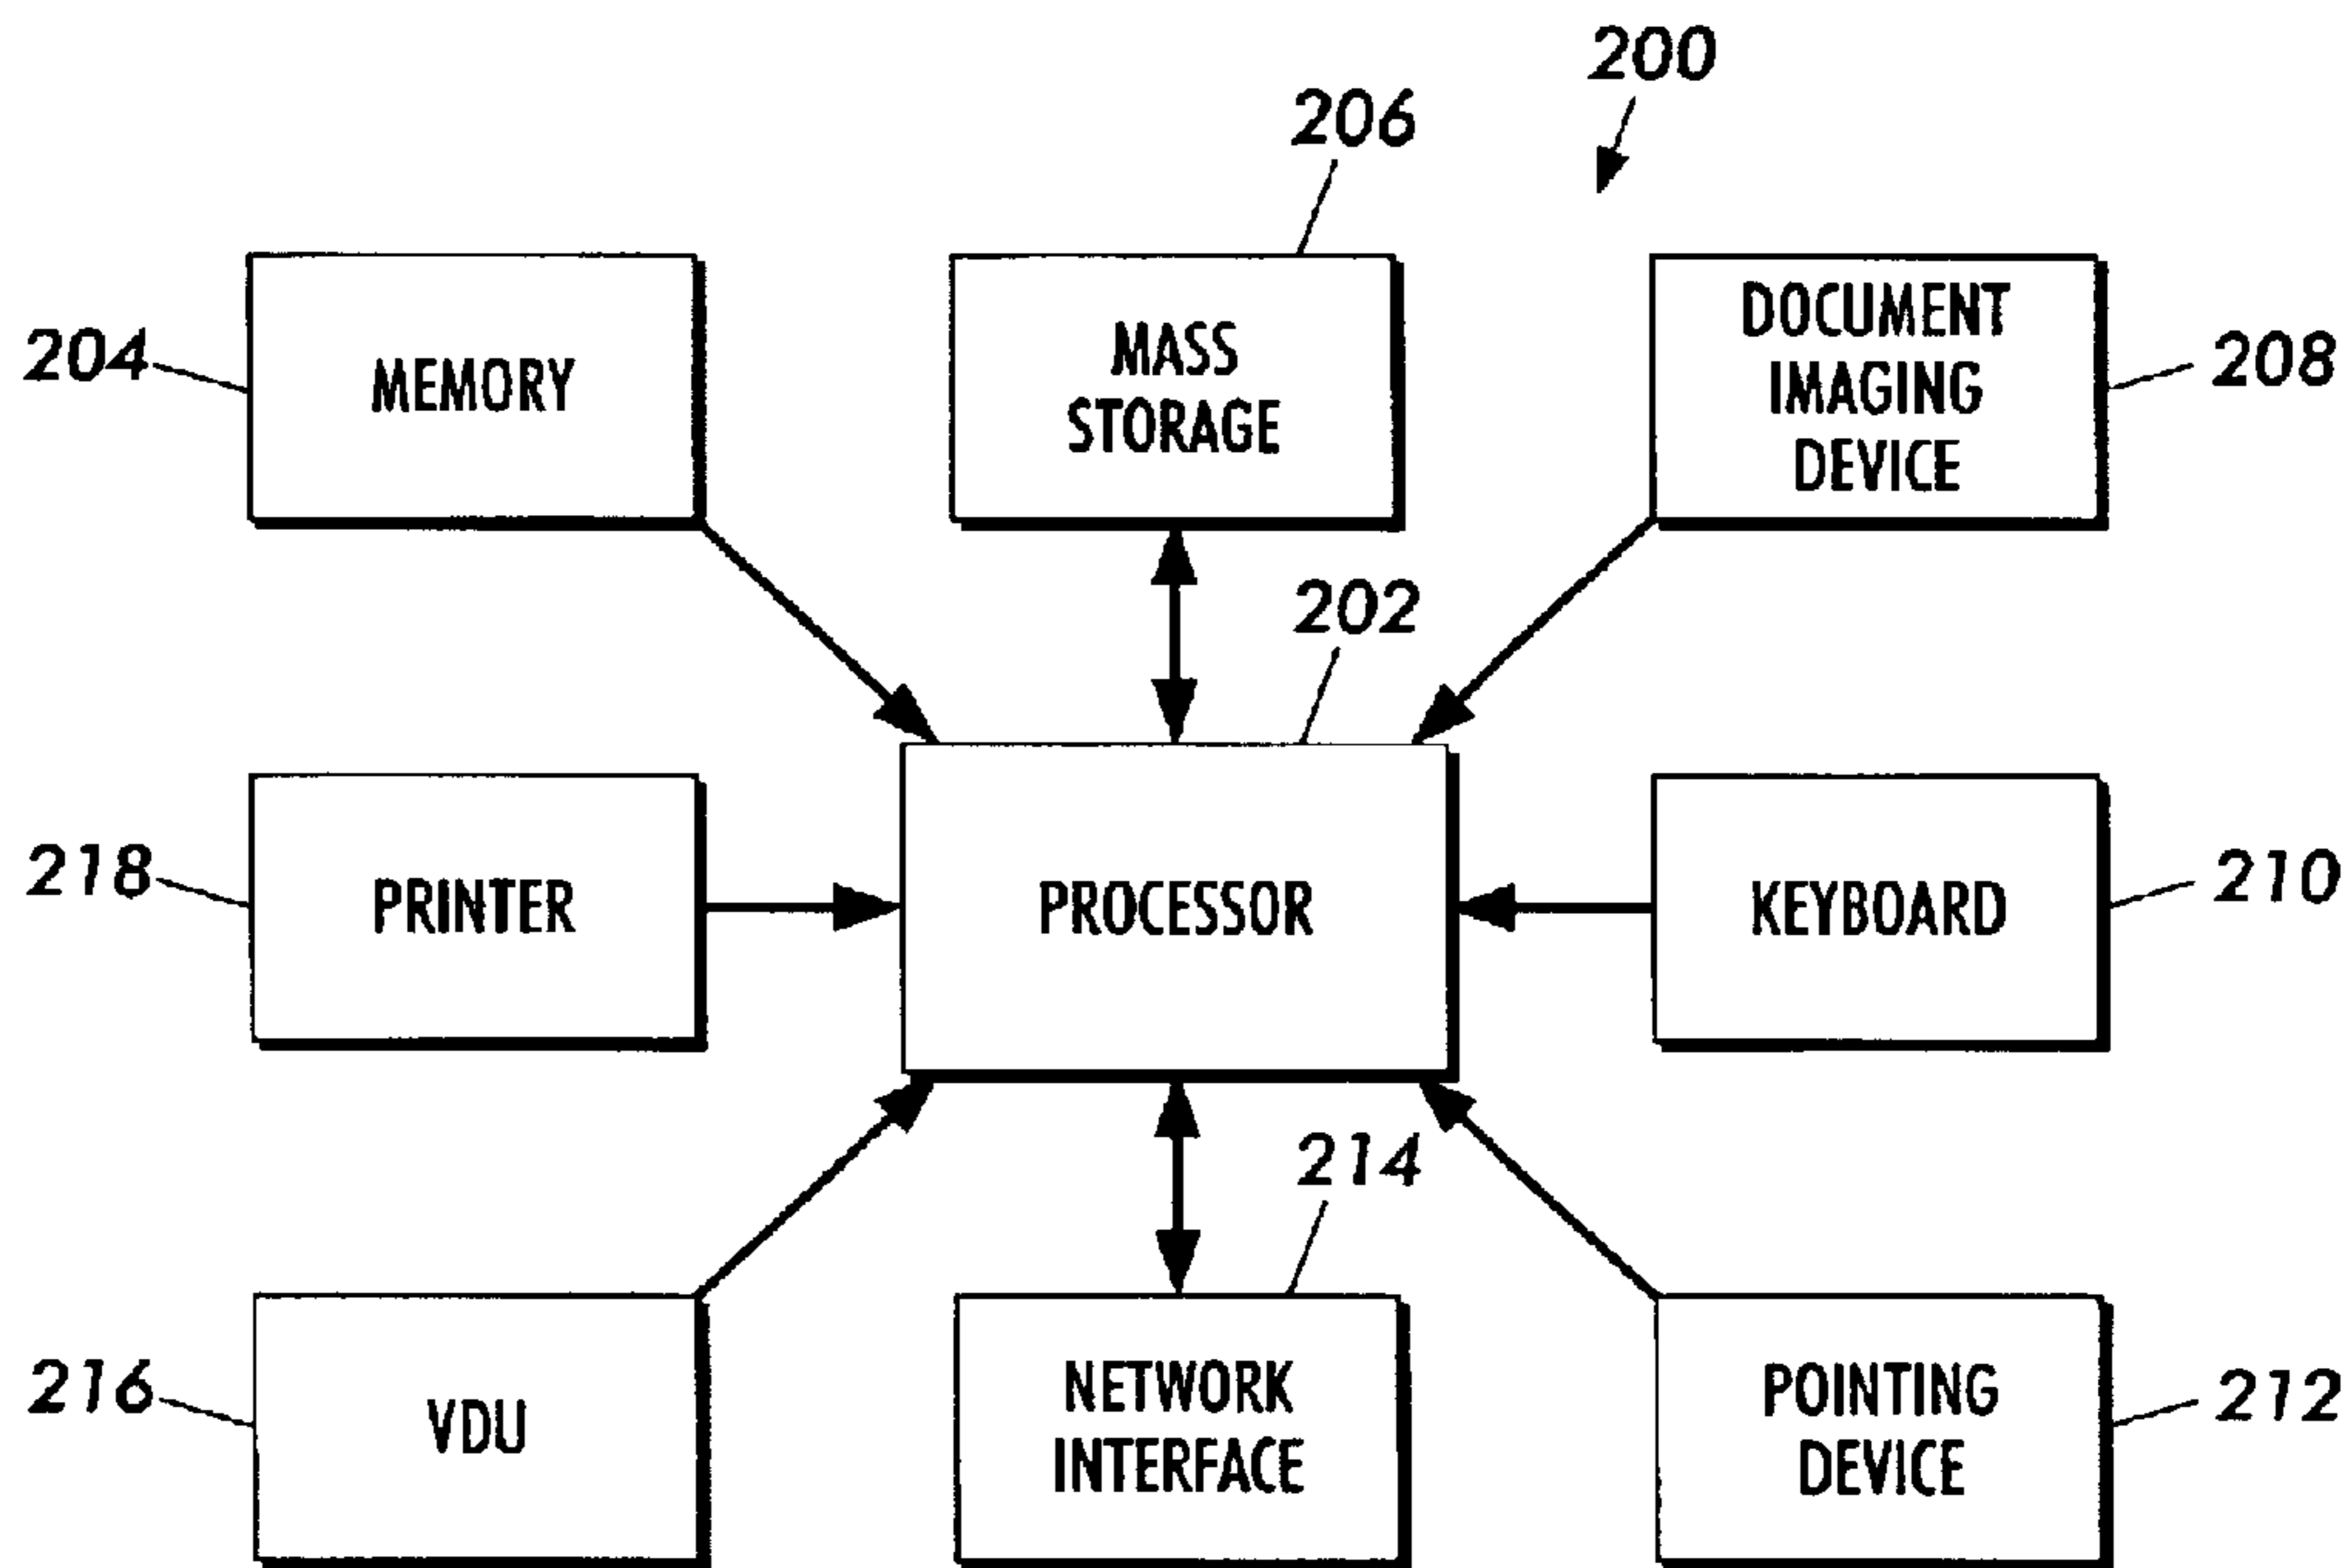 200
206
204
MEMORY
MASS
STORAGE
DOCUMENT
IMAGING
DEVICE
208
202
218
PRINTER
PROCESSOR
KEYBOARD
210
214
216
VDU
NETWORK
INTERFACE
POINTING
DEVICE
212